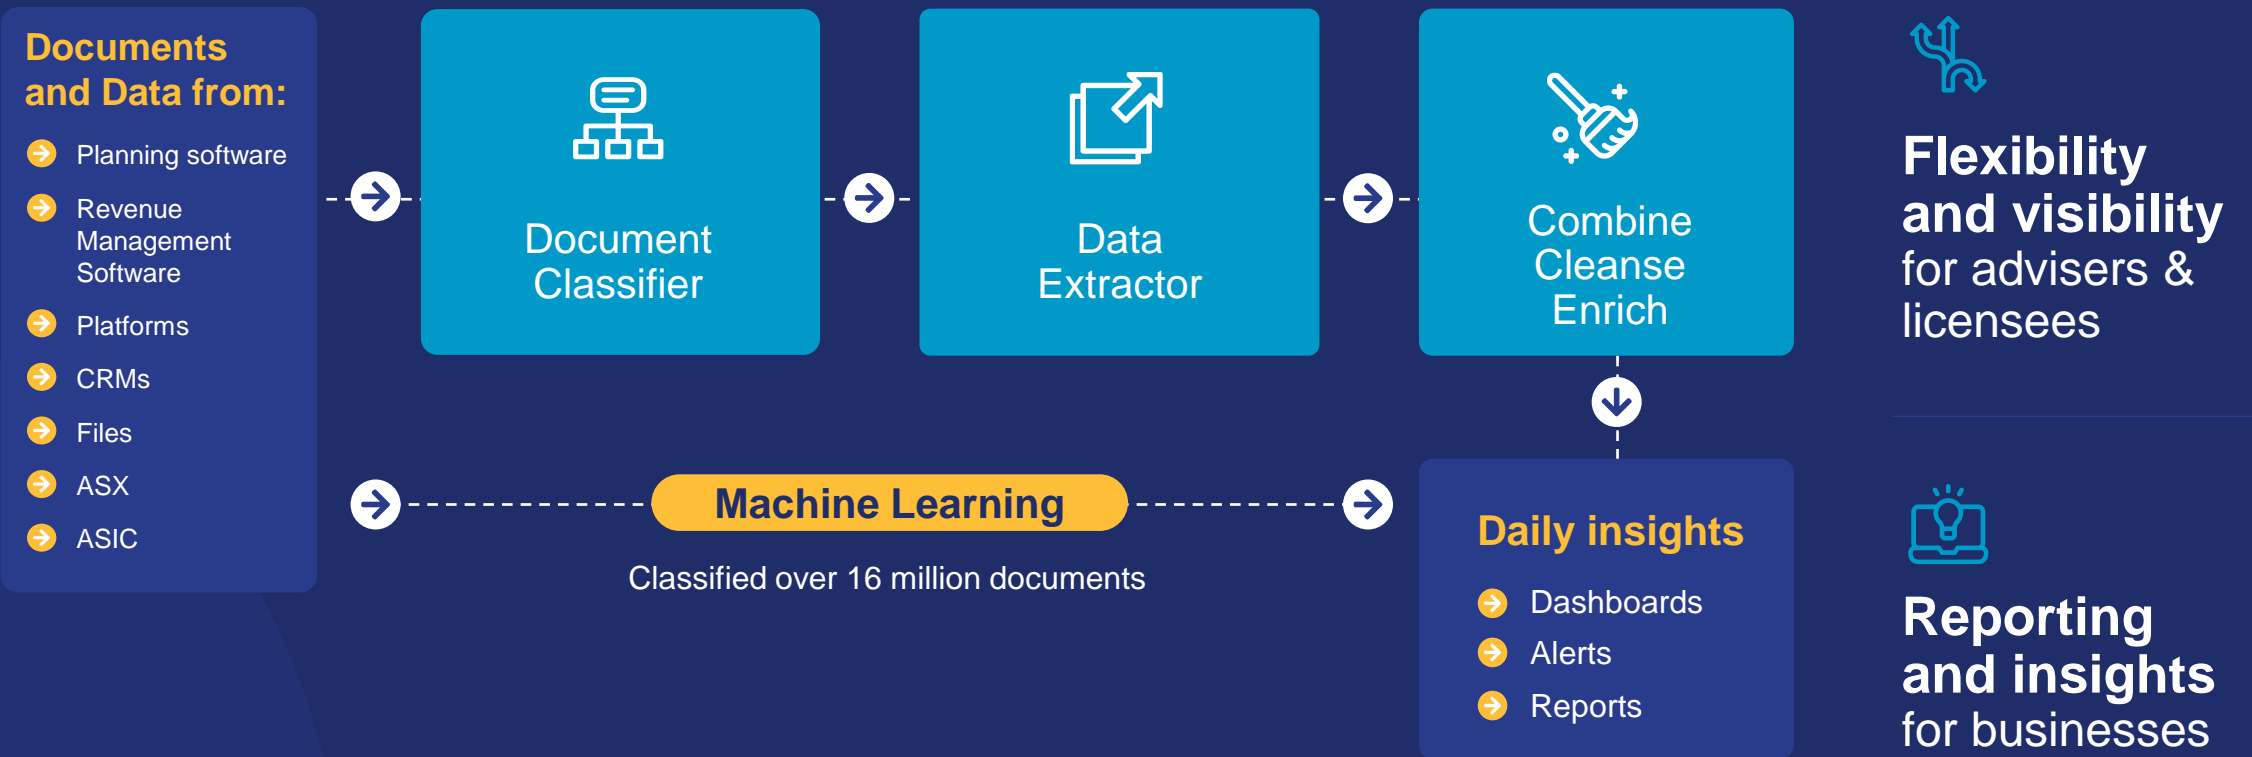 Documents
and Data from:
Planning software
Revenue
Management
Software
Platforms
CRMs
Files
ASX
ASIC
Document
Classifier
Data
Extractor
Combine
Cleanse
Enrich
Machine Learning
Classified over 16 million documents
Daily insights
Dashboards
Alerts
Reports
Flexibility
and visibility
for advisers &
licensees
Reporting
and insights
for businesses